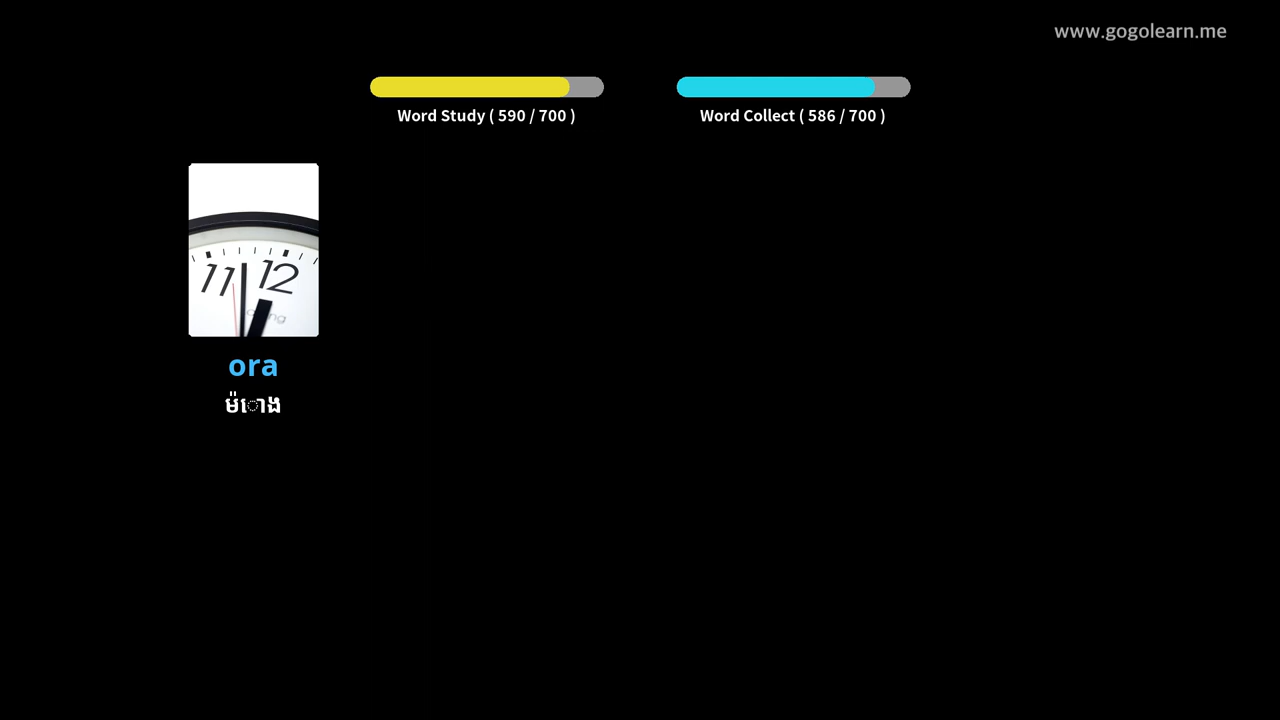 www.gogolearn.me
Word Study ( 590 / 700 )
Word Collect ( 586 / 700 )
11 12
ora
ម៉ោង